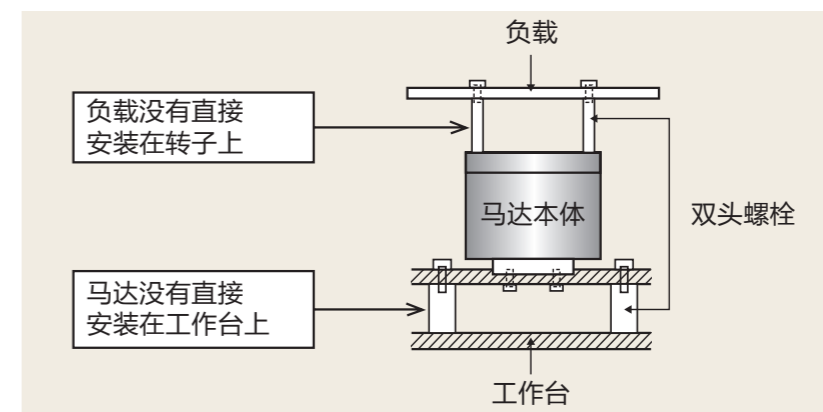 负载
负载没有直接
安装在转子上
马达本体
双头螺栓
马达没有直接
安装在工作台上
工作台